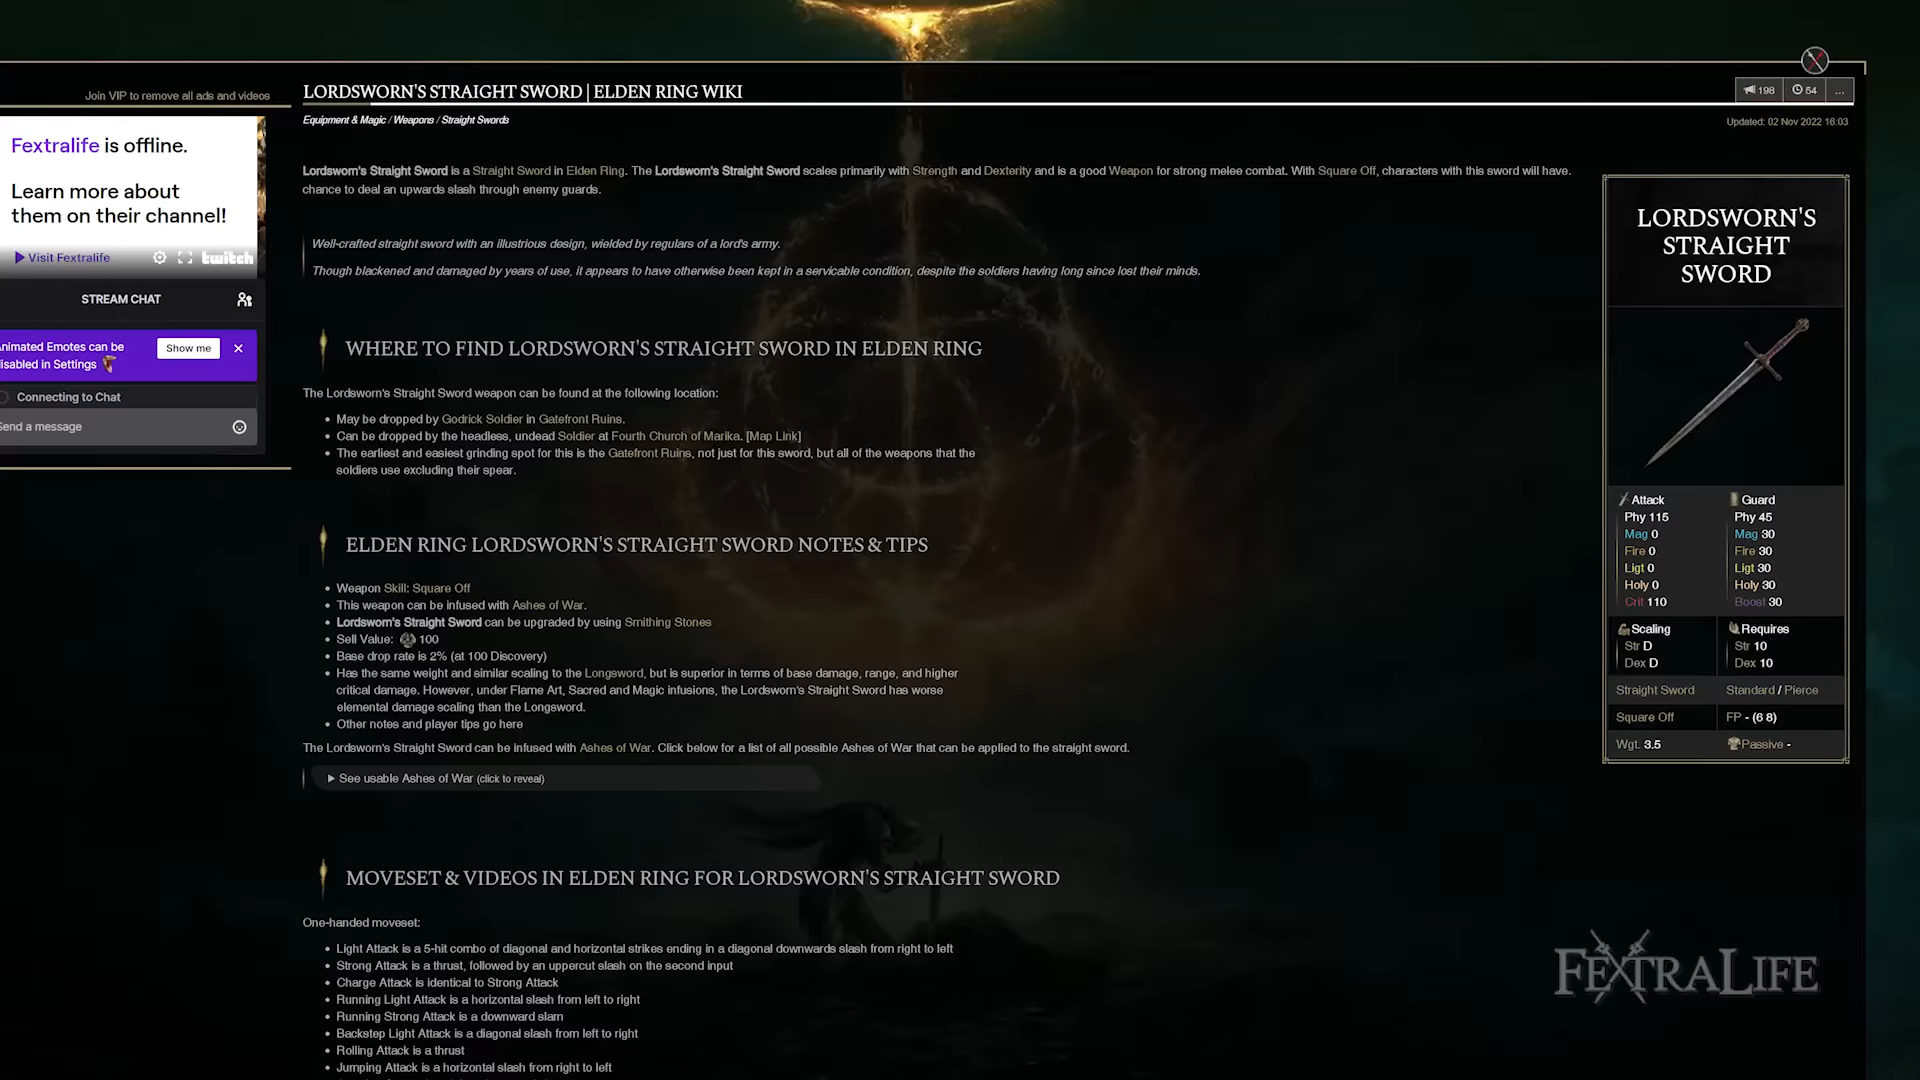 Join VIP to remove all ads and videos
Fextralife is offline.
Learn more about
them on their channel!
Visit Fextralife
twitch
STREAM CHAT
Animated Emotes can be
disabled in Settings
Show me
Connecting to Chat
Send a message
LORDSWORN'S STRAIGHT SWORD | ELDEN RING WIKI
198
54
...
Equipment & Magic / Weapons / Straight Swords
Updated: 02 Nov 2022 16:03
Lordsworn's Straight Sword is a Straight Sword in Elden Ring. The Lordsworn's Straight Sword scales primarily with Strength and Dexterity and is a good Weapon for strong melee combat. With Square Off, characters with this sword will have.
chance to deal an upwards slash through enemy guards.
Well-crafted straight sword with an illustrious design, wielded by regulars of a lord's army.
Though blackened and damaged by years of use, it appears to have otherwise been kept in a servicable condition, despite the soldiers having long since lost their minds.
WHERE TO FIND LORDSWORN'S STRAIGHT SWORD IN ELDEN RING
The Lordsworn's Straight Sword weapon can be found at the following location:
• May be dropped by Godrick Soldier in Gatefront Ruins.
• Can be dropped by the headless, undead Soldier at Fourth Church of Marika. [Map Link]
• The earliest and easiest grinding spot for this is the Gatefront Ruins, not just for this sword, but all of the weapons that the
soldiers use excluding their spear.
ELDEN RING LORDSWORN'S STRAIGHT SWORD NOTES & TIPS
• Weapon Skill: Square Off
• This weapon can be infused with Ashes of War.
• Lordsworn's Straight Sword can be upgraded by using Smithing Stones
• Sell Value: 100
• Base drop rate is 2% (at 100 Discovery)
• Has the same weight and similar scaling to the Longsword, but is superior in terms of base damage, range, and higher
critical damage. However, under Flame Art, Sacred and Magic infusions, the Lordsworn's Straight Sword has worse
elemental damage scaling than the Longsword.
• Other notes and player tips go here
The Lordsworn's Straight Sword can be infused with Ashes of War. Click below for a list of all possible Ashes of War that can be applied to the straight sword.
See usable Ashes of War (click to reveal)
MOVESET & VIDEOS IN ELDEN RING FOR LORDSWORN'S STRAIGHT SWORD
One-handed moveset:
• Light Attack is a 5-hit combo of diagonal and horizontal strikes ending in a diagonal downwards slash from right to left
• Strong Attack is a thrust, followed by an uppercut slash on the second input
• Charge Attack is identical to Strong Attack
• Running Light Attack is a horizontal slash from left to right
• Running Strong Attack is a downward slam
• Backstep Light Attack is a diagonal slash from left to right
• Rolling Attack is a thrust
• Jumping Attack is a horizontal slash from right to left
LORDSWORN'S
STRAIGHT
SWORD
Attack Guard
Phy 115 Phy 45
Mag 0 Mag 30
Fire 0 Fire 30
Ligt 0 Ligt 30
Holy 0 Holy 30
Crit 110 Boost 30
Scaling Requires
Str D Str 10
Dex D Dex 10
Straight Sword Standard / Pierce
Square Off FP - (6 8)
Wgt. 3.5 Passive -
FEXTRALIFE